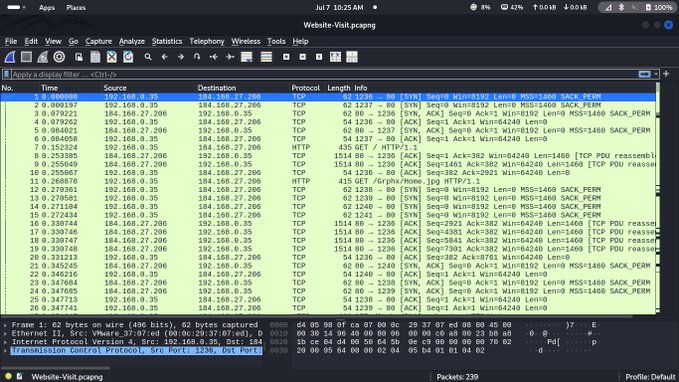 Apps Places Jul 7 10:25 AM 8% 42% 0.0 kB 0.0 kB 100%
Website-Visit.pcapng
File Edit View Go Capture Analyze Statistics Telephony Wireless Tools Help
Apply a display filter ... <Ctrl-/>
No. Time Source Destination Protocol Length Info
1 0.000000 192.168.0.35 184.168.27.206 TCP 62 1236 → 80 [SYN] Seq=0 Win=8192 Len=0 MSS=1460 SACK_PERM
2 0.000197 192.168.0.35 184.168.27.206 TCP 62 1237 → 80 [SYN] Seq=0 Win=8192 Len=0 MSS=1460 SACK_PERM
3 0.079221 184.168.27.206 192.168.0.35 TCP 62 80 → 1236 [SYN, ACK] Seq=0 Ack=1 Win=8192 Len=0 MSS=1460 SACK_PERM
4 0.079262 192.168.0.35 184.168.27.206 TCP 54 1236 → 80 [ACK] Seq=1 Ack=1 Win=64240 Len=0
5 0.084021 184.168.27.206 192.168.0.35 TCP 62 80 → 1237 [SYN, ACK] Seq=0 Ack=1 Win=8192 Len=0 MSS=1460 SACK_PERM
6 0.084058 192.168.0.35 184.168.27.206 TCP 54 1237 → 80 [ACK] Seq=1 Ack=1 Win=64240 Len=0
7 0.152324 192.168.0.35 184.168.27.206 HTTP 435 GET / HTTP/1.1
8 0.253385 184.168.27.206 192.168.0.35 TCP 1514 80 → 1236 [ACK] Seq=1 Ack=382 Win=64240 Len=1460 [TCP PDU reassembl
9 0.255049 184.168.27.206 192.168.0.35 TCP 1514 80 → 1236 [ACK] Seq=1461 Ack=382 Win=64240 Len=1460 [TCP PDU reasse
10 0.255067 192.168.0.35 184.168.27.206 TCP 54 1236 → 80 [ACK] Seq=382 Ack=2921 Win=64240 Len=0
11 0.268878 192.168.0.35 184.168.27.206 HTTP 415 GET /Grphx/Home.jpg HTTP/1.1
12 0.270361 192.168.0.35 184.168.27.206 TCP 62 1238 → 80 [SYN] Seq=0 Win=8192 Len=0 MSS=1460 SACK_PERM
13 0.270581 192.168.0.35 184.168.27.206 TCP 62 1239 → 80 [SYN] Seq=0 Win=8192 Len=0 MSS=1460 SACK_PERM
14 0.271104 192.168.0.35 184.168.27.206 TCP 62 1240 → 80 [SYN] Seq=0 Win=8192 Len=0 MSS=1460 SACK_PERM
15 0.272434 192.168.0.35 184.168.27.206 TCP 62 1241 → 80 [SYN] Seq=0 Win=8192 Len=0 MSS=1460 SACK_PERM
16 0.330744 184.168.27.206 192.168.0.35 TCP 1514 80 → 1236 [ACK] Seq=2921 Ack=382 Win=64240 Len=1460 [TCP PDU reasse
17 0.330746 184.168.27.206 192.168.0.35 TCP 1514 80 → 1236 [ACK] Seq=4381 Ack=382 Win=64240 Len=1460 [TCP PDU reasse
18 0.330747 184.168.27.206 192.168.0.35 TCP 1514 80 → 1236 [ACK] Seq=5841 Ack=382 Win=64240 Len=1460 [TCP PDU reasse
19 0.330748 184.168.27.206 192.168.0.35 TCP 1514 80 → 1236 [ACK] Seq=7301 Ack=382 Win=64240 Len=1460 [TCP PDU reasse
20 0.331213 192.168.0.35 184.168.27.206 TCP 54 1236 → 80 [ACK] Seq=382 Ack=8761 Win=64240 Len=0
21 0.345245 184.168.27.206 192.168.0.35 TCP 62 80 → 1240 [SYN, ACK] Seq=0 Ack=1 Win=8192 Len=0 MSS=1460 SACK_PERM
22 0.346216 192.168.0.35 184.168.27.206 TCP 54 1240 → 80 [ACK] Seq=1 Ack=1 Win=64240 Len=0
23 0.347684 184.168.27.206 192.168.0.35 TCP 62 80 → 1238 [SYN, ACK] Seq=0 Ack=1 Win=8192 Len=0 MSS=1460 SACK_PERM
24 0.347685 184.168.27.206 192.168.0.35 TCP 62 80 → 1239 [SYN, ACK] Seq=0 Ack=1 Win=8192 Len=0 MSS=1460 SACK_PERM
25 0.347713 192.168.0.35 184.168.27.206 TCP 54 1238 → 80 [ACK] Seq=1 Ack=1 Win=64240 Len=0
26 0.347741 192.168.0.35 184.168.27.206 TCP 54 1239 → 80 [ACK] Seq=1 Ack=1 Win=64240 Len=0
Frame 1: 62 bytes on wire (496 bits), 62 bytes captured 0000 d4 05 98 0f ca 07 00 0c 29 37 07 ed 08 00 45 00
Ethernet II, Src: VMware_37:07:ed (00:0c:29:37:07:ed), D 0010 00 30 14 96 40 00 80 06 00 00 c0 a8 00 23 b8 a8
Internet Protocol Version 4, Src: 192.168.0.35, Dst: 184 0020 1b ce 04 d4 00 50 64 5b 0e c9 00 00 00 00 70 02
Transmission Control Protocol, Src Port: 1236, Dst Port: 0030 20 00 95 64 00 00 02 04 05 b4 01 01 04 02
Website-Visit.pcapng Packets: 239 Profile: Default